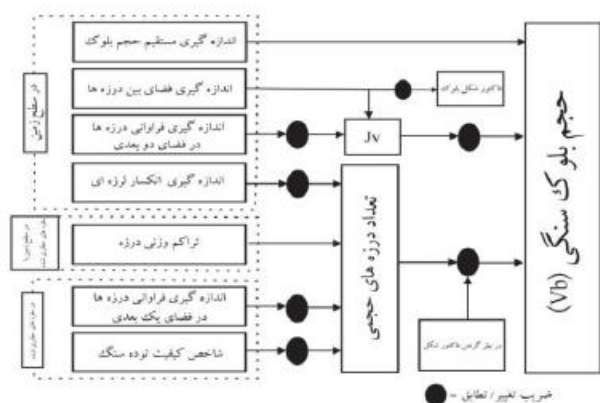 اندازه گیری مستقیم حجم بلوک
اندازه گیری فضای بین درزه ها
اندازه گیری فراوانی درزه ها
در فضای دو بعدی
اندازه گیری انکسار لرزه ای
تراکم وزنی درزه
اندازه گیری فراوانی درزه ها
در فضای یک بعدی
شاخص کیفیت توده سنگ
در سطح زمین
فاکتور شکل بلوک
Jv
تعداد درزه های حجمی
در نظر گرفتن فاکتور شکل
حجم بلوک سنگی (Vb)
ضریب تغییر / تطابق =